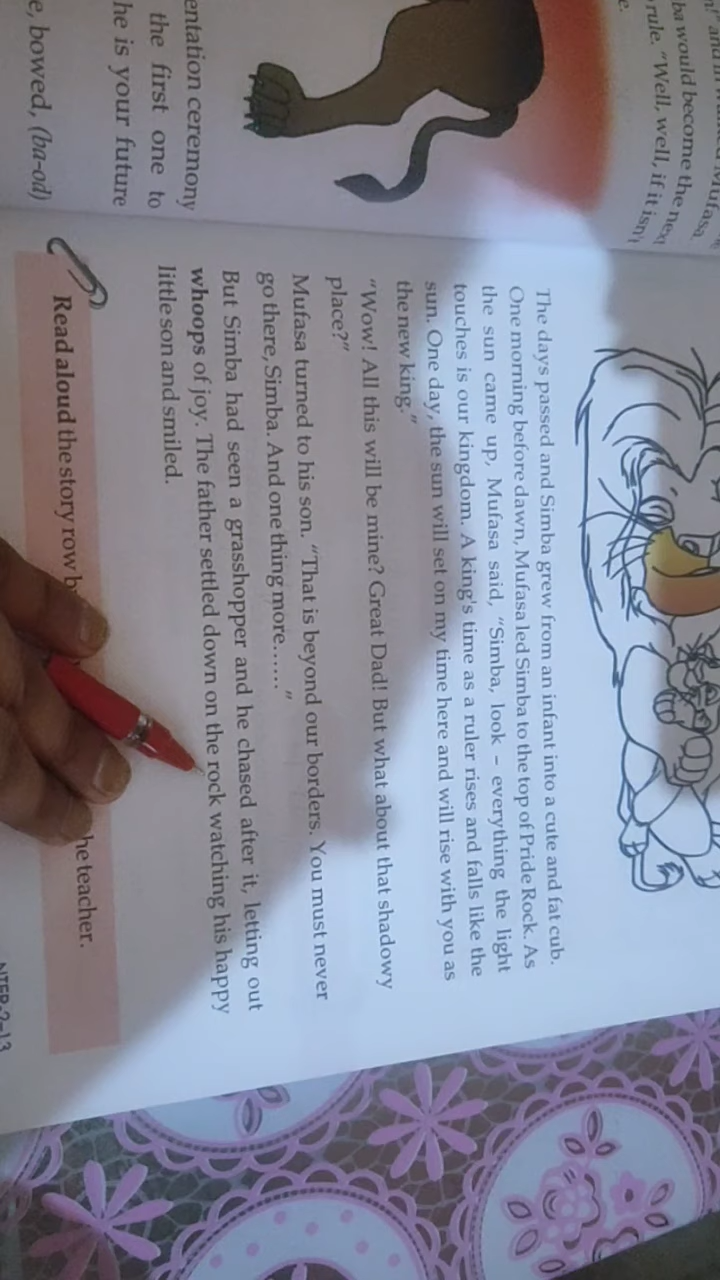 Mufasa
ba would become the
rule. "Well, well, if it isn't
e.
entation ceremony
the first one to
he is your future
e, bowed, (ba-od)
The days passed and Simba grew from an infant into a cute and fat cub.
One morning before dawn, Mufasa led Simba to the top of Pride Rock. As
the sun came up, Mufasa said, "Simba, look – everything the light
touches is our kingdom. A king's time as a ruler rises and falls like the
sun. One day, the sun will set on my time here and will rise with you as
the new king."
"Wow! All this will be mine? Great Dad! But what about that shadowy
place?"
Mufasa turned to his son. "That is beyond our borders. You must never
go there, Simba. And one thing more......"
But Simba had seen a grasshopper and he chased after it, letting out
whoops of joy. The father settled down on the rock watching his happy
little son and smiled.
Read aloud the story row b he teacher.